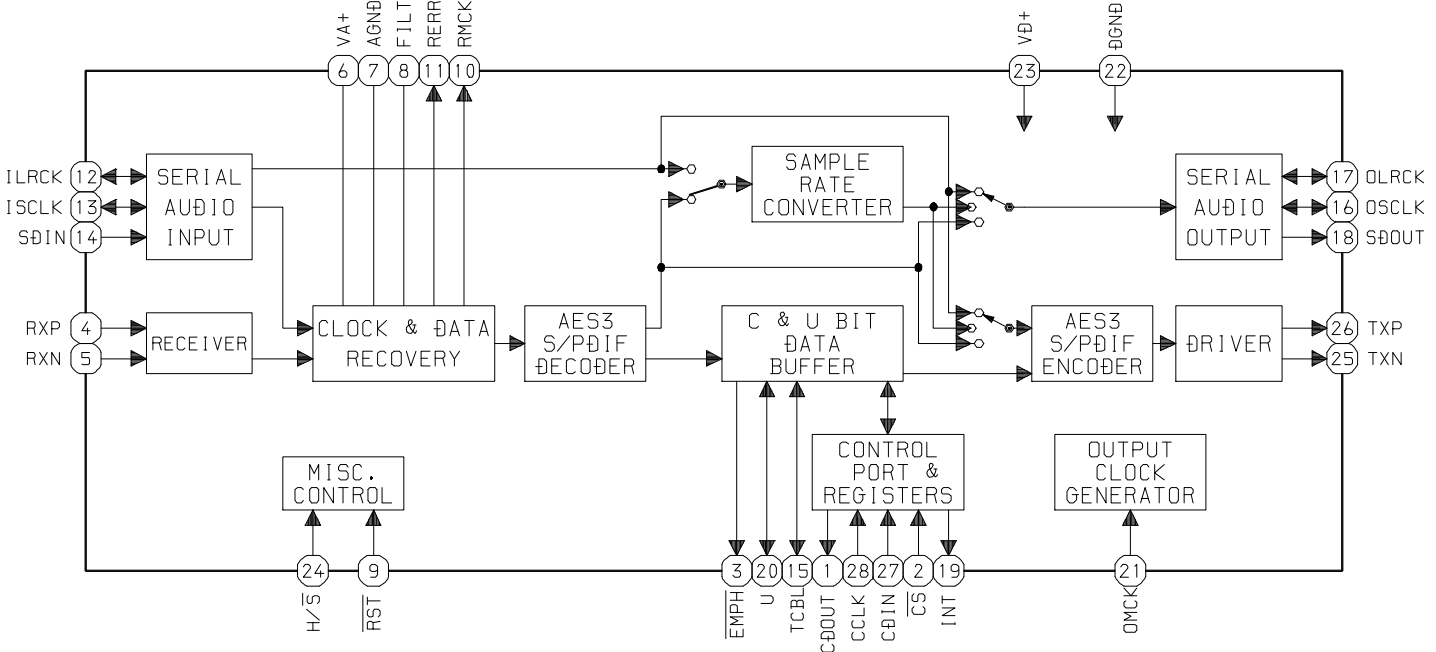 VA+
AGND
FILT
RERR
RMCK
VD+
DGND
6
7
8
11
10
23
22
ILRCK 12
ISCLK 13
SDIN 14
SERIAL
AUDIO
INPUT
SAMPLE
RATE
CONVERTER
SERIAL
AUDIO
OUTPUT
17 OLRCK
16 OSCLK
18 SDOUT
RXP 4
RXN 5
RECEIVER
CLOCK & DATA
RECOVERY
AES3
S/PDIF
DECODER
C & U BIT
DATA
BUFFER
AES3
S/PDIF
ENCODER
DRIVER
26 TXP
25 TXN
MISC.
CONTROL
CONTROL
PORT &
REGISTERS
OUTPUT
CLOCK
GENERATOR
24
9
3
20
15
1
28
27
2
19
21
H/S̅
R̅S̅T̅
E̅M̅P̅H̅
U
TCBL
CDOUT
CCLK
CDIN
C̅S̅
INT
OMCK